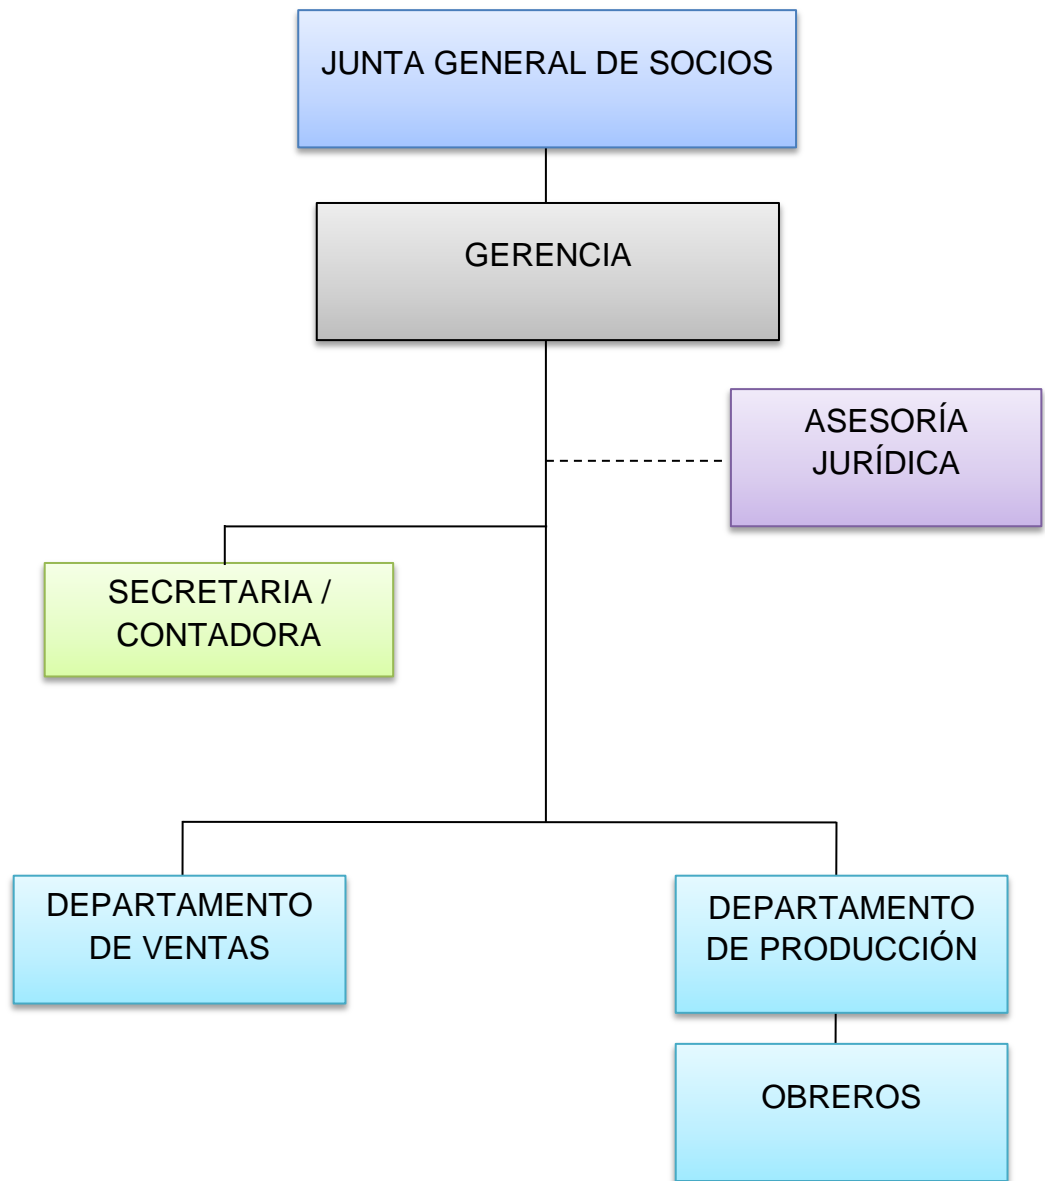 JUNTA GENERAL DE SOCIOS
GERENCIA
ASESORÍA
JURÍDICA
SECRETARIA /
CONTADORA
DEPARTAMENTO
DE VENTAS
DEPARTAMENTO
DE PRODUCCIÓN
OBREROS